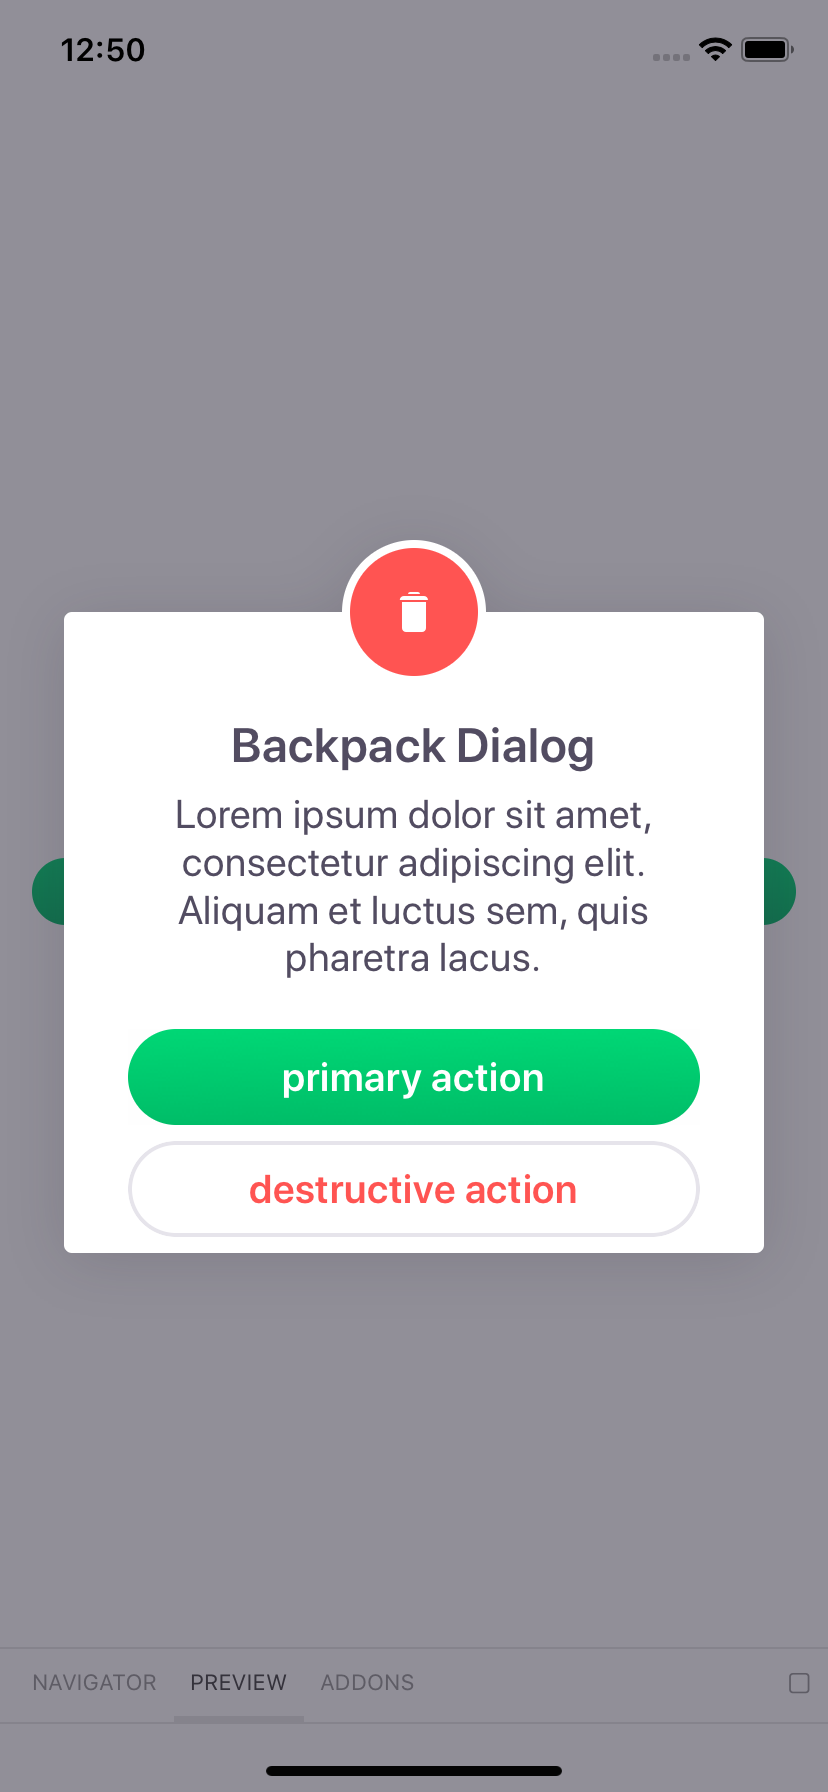 12:50
Backpack Dialog
Lorem ipsum dolor sit amet,
consectetur adipiscing elit.
Aliquam et luctus sem, quis
pharetra lacus.
primary action
destructive action
NAVIGATOR PREVIEW ADDONS